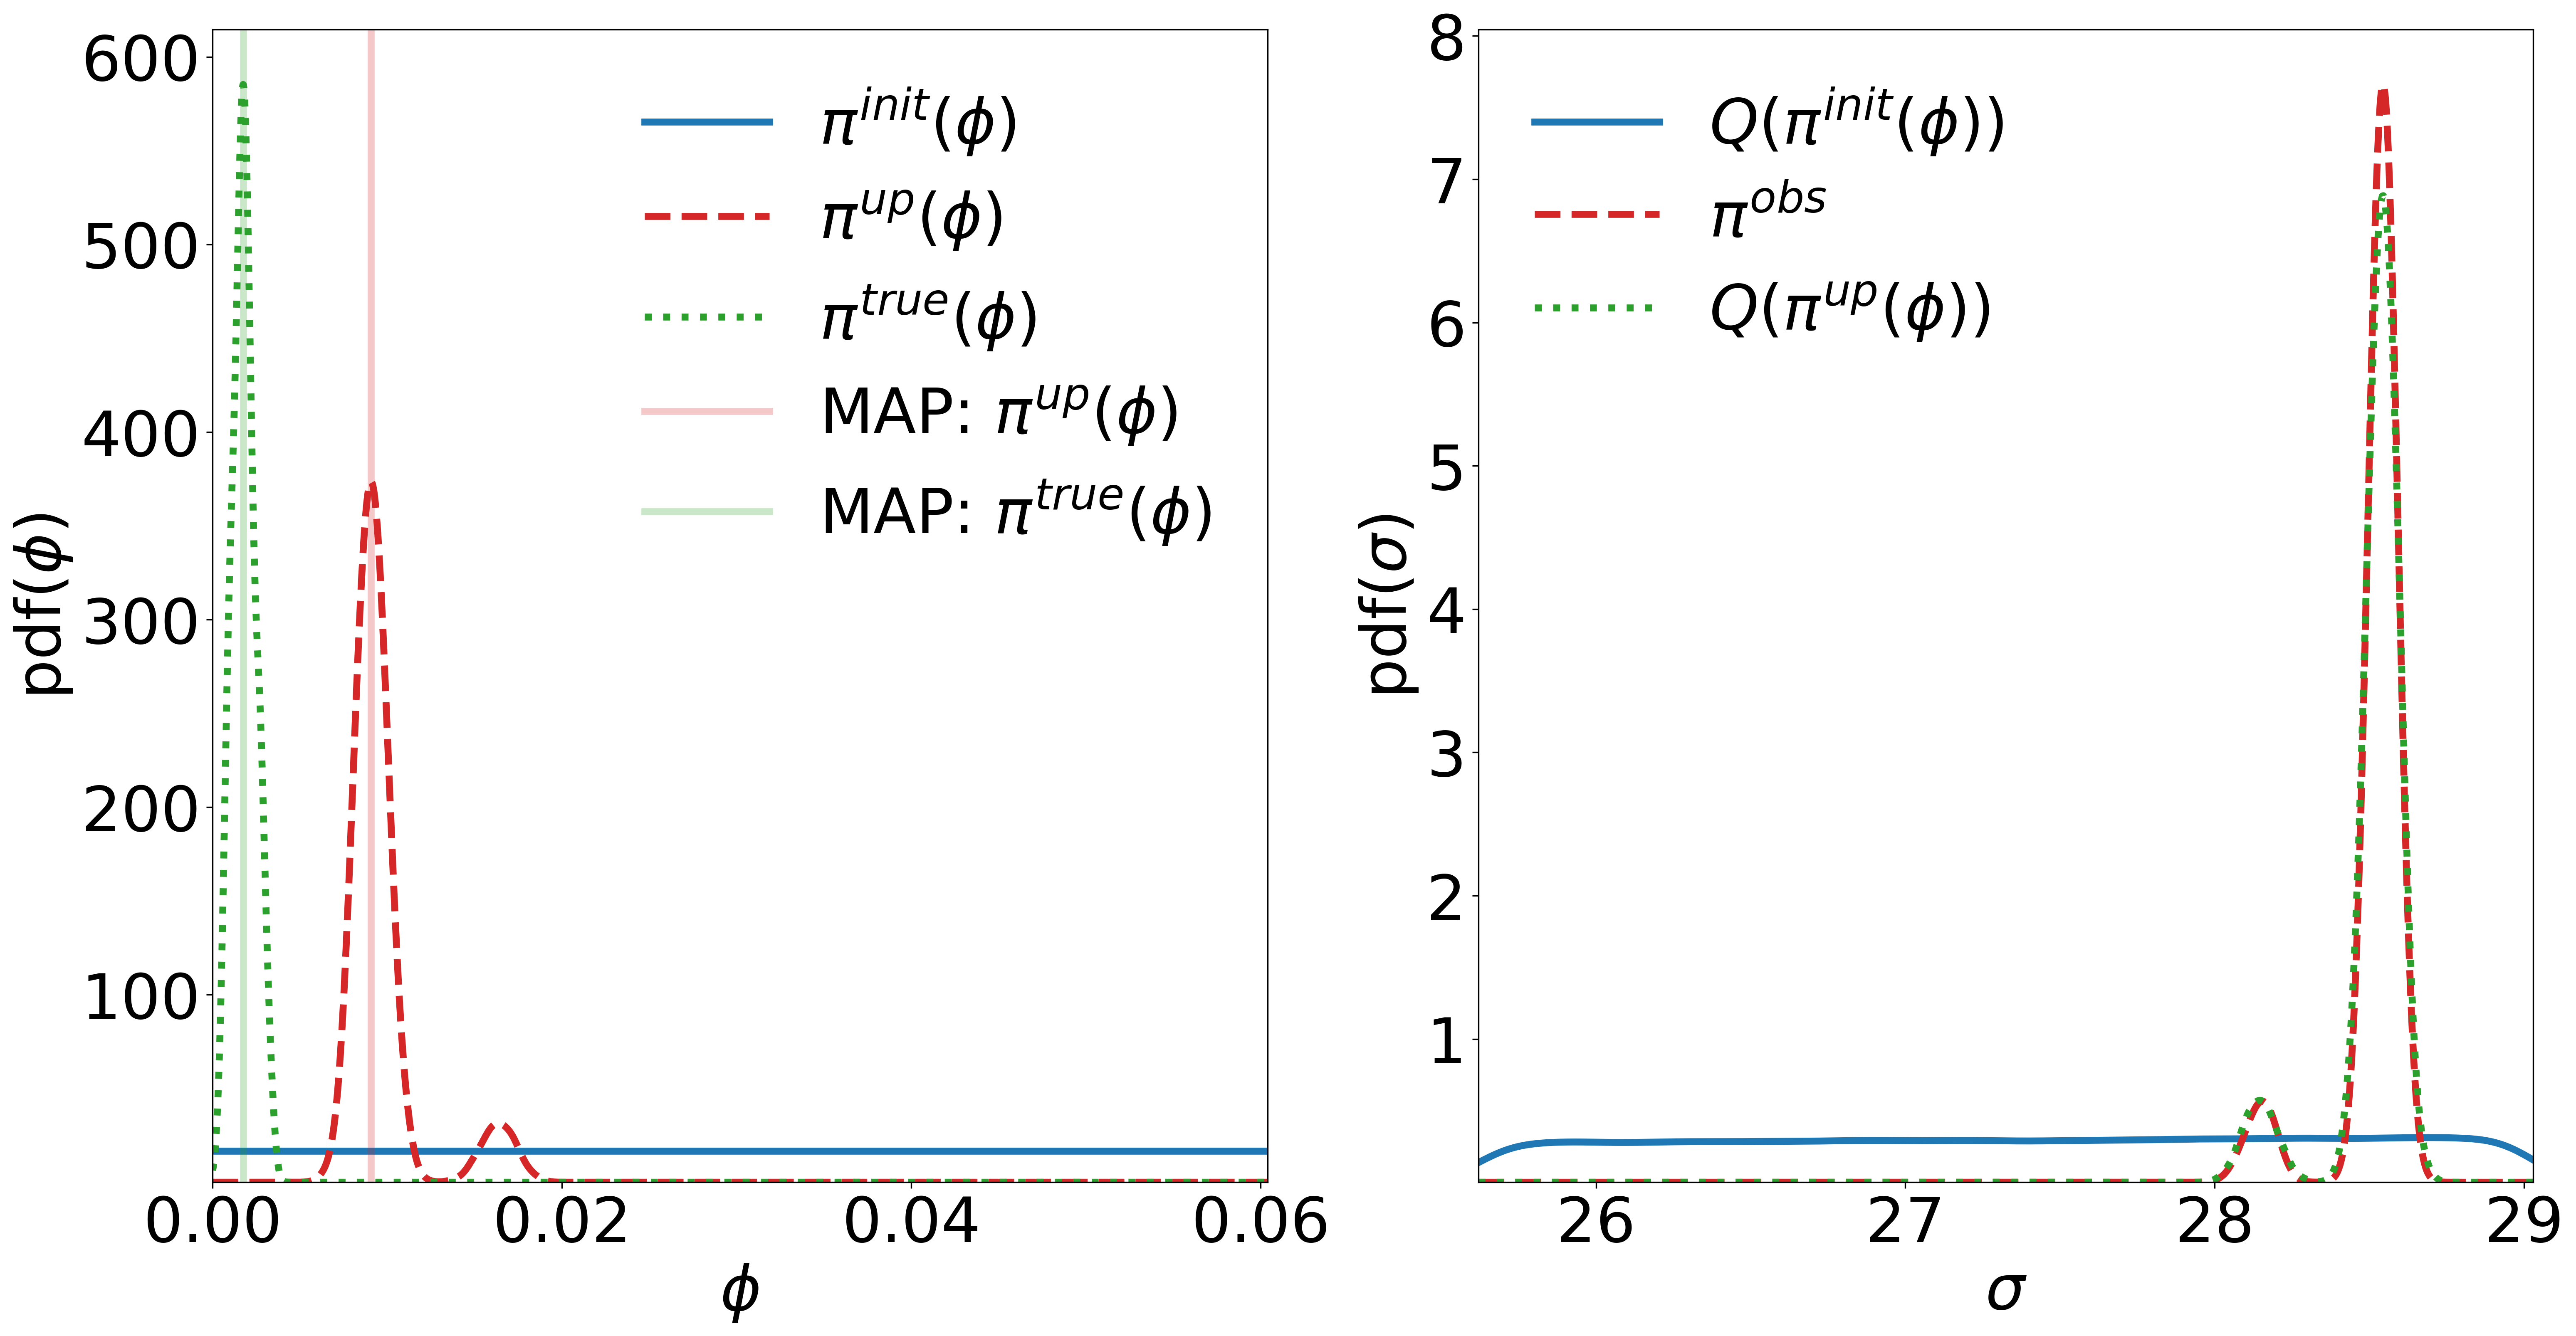 600
500
400
300
200
100
pdf(ϕ)
0.00 0.02 0.04 0.06
ϕ
π^{init}(ϕ)
π^{up}(ϕ)
π^{true}(ϕ)
MAP: π^{up}(ϕ)
MAP: π^{true}(ϕ)
8
7
6
5
4
3
2
1
pdf(σ)
26 27 28 29
σ
Q(π^{init}(ϕ))
π^{obs}
Q(π^{up}(ϕ))